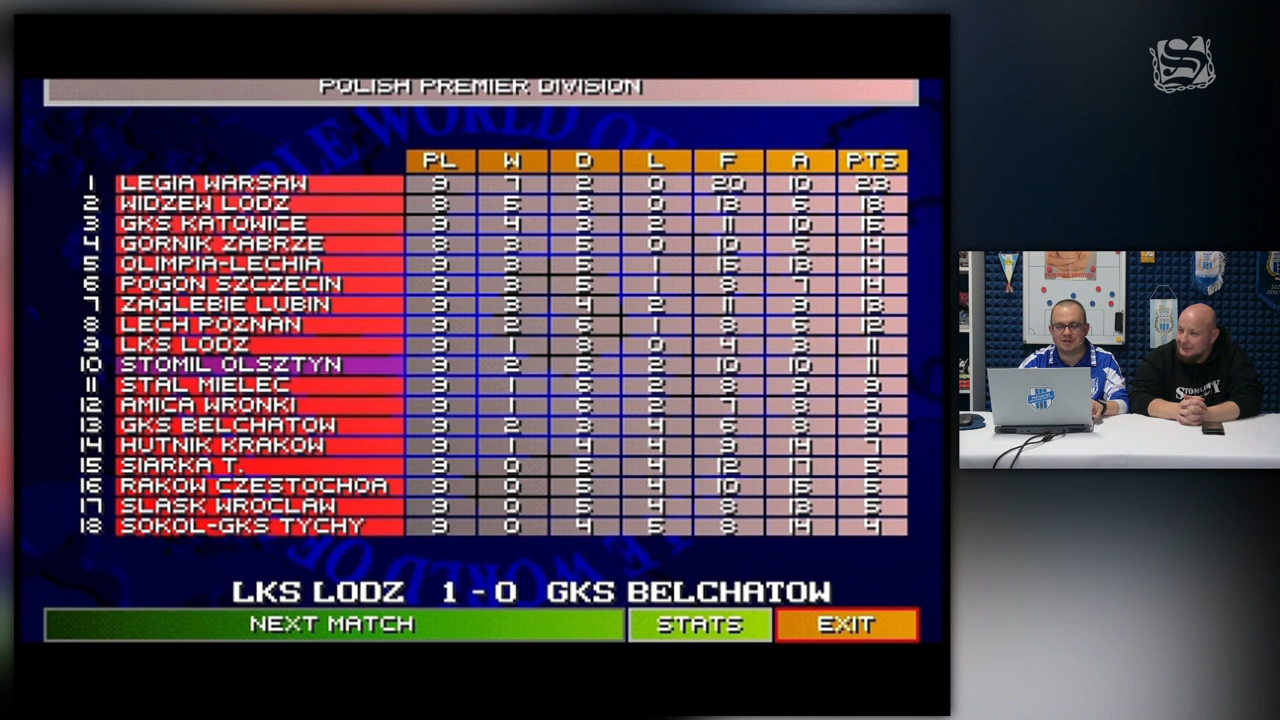 POLISH PREMIER DIVISION
PL W D L F A PTS
1 LEGIA WARSAW 9 7 2 0 20 10 23
2 WIDZEW LODZ 8 5 3 0 18
3 GKS KATOWICE 9 4 3 2 11 10 15
4 GORNIK ZABRZE 8 3 5 0 10 14
5 OLIMPIA-LECHIA 9 3 5 1 15 13 14
6 POGON SZCZECIN 9 3 5 1 8 7 14
7 ZAGLEBIE LUBIN 9 3 4 2 11 9 13
8 LECH POZNAN 9 2 6 1 8 12
9 LKS LODZ 9 1 8 0 4 3 11
10 STOMIL OLSZTYN 9 2 5 2 10 10 11
11 STAL MIELEC 9 1 6 2 8 9 9
12 AMICA WRONKI 9 1 6 2 7 8 9
13 GKS BELCHATOW 9 2 3 4 6 8 9
14 HUTNIK KRAKOW 9 1 4 4 9 14 7
15 SIARKA T. 9 0 5 4 12 17 5
16 RAKOW CZESTOCHOA 9 0 5 4 10 15 5
17 SLASK WROCLAW 9 0 5 4 8 13 5
18 SOKOL-GKS TYCHY 9 0 4 5 8 14 4
LKS LODZ 1 - 0 GKS BELCHATOW
NEXT MATCH STATS EXIT